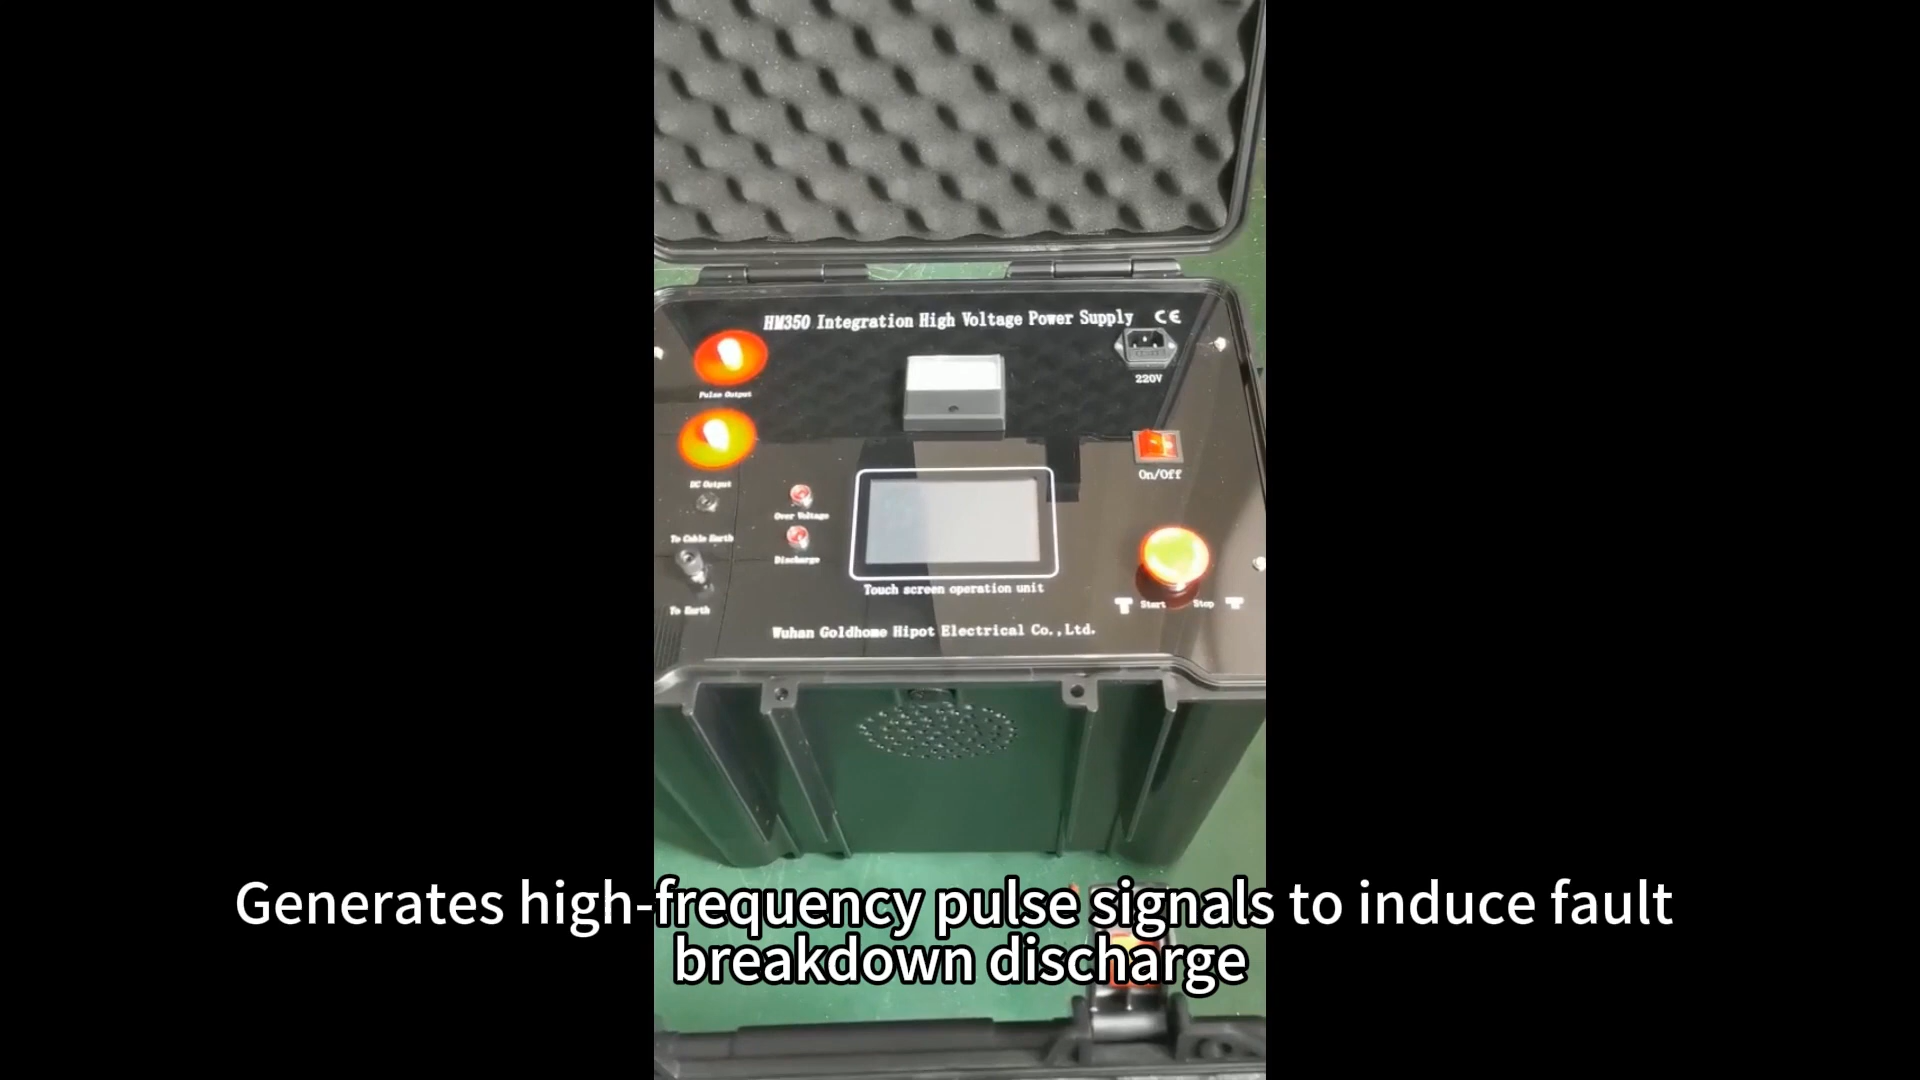 HM350 Integration High Voltage Power Supply CE
Pulse Output
220V
DC Output
On/Off
Over Voltage
To Cable Earth
Discharge
Touch screen operation unit
To Earth
Start Stop
Wuhan Goldhome Hipot Electrical Co.,Ltd.
Generates high-frequency pulse signals to induce fault
breakdown discharge